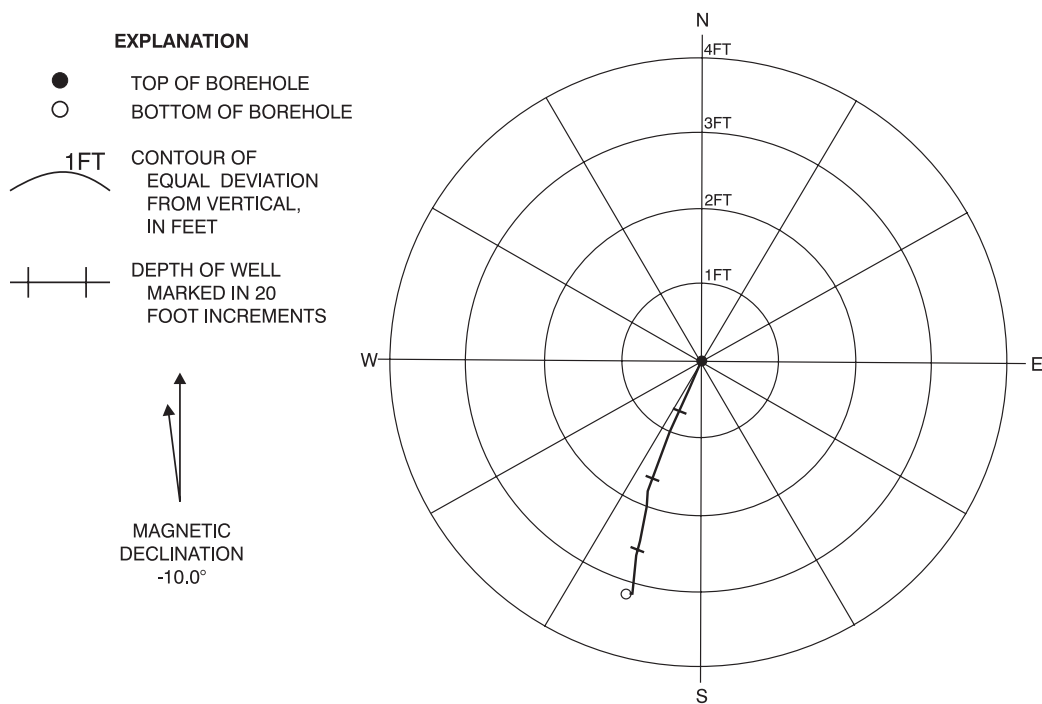 EXPLANATION
TOP OF BOREHOLE
BOTTOM OF BOREHOLE
1FT
CONTOUR OF
EQUAL DEVIATION
FROM VERTICAL,
IN FEET
DEPTH OF WELL
MARKED IN 20
FOOT INCREMENTS
MAGNETIC
DECLINATION
-10.0°
N
4FT
3FT
2FT
1FT
W
E
S